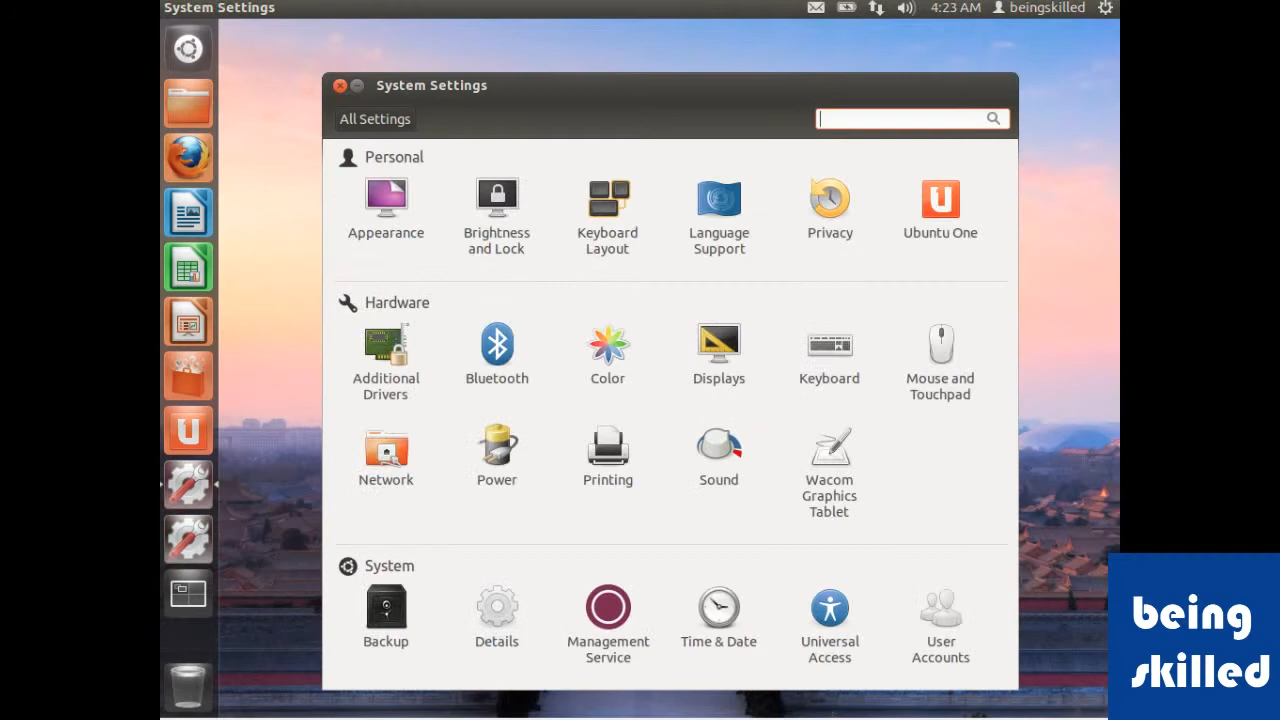 System Settings
4:23 AM beingskilled
System Settings
All Settings
Personal
Appearance
Brightness
and Lock
Keyboard
Layout
Language
Support
Privacy
Ubuntu One
Hardware
Additional
Drivers
Bluetooth
Color
Displays
Keyboard
Mouse and
Touchpad
Network
Power
Printing
Sound
Wacom
Graphics
Tablet
System
Backup
Details
Management
Service
Time & Date
Universal
Access
User
Accounts
being
skilled